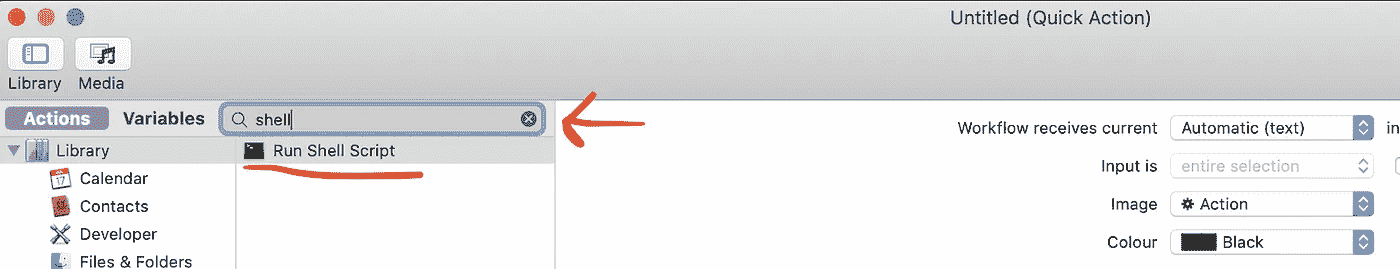 Untitled (Quick Action)
Library Media
Actions Variables shell
Library
Run Shell Script
Calendar
Contacts
Developer
Files & Folders
Workflow receives current Automatic (text) in
Input is entire selection
Image Action
Colour Black
17